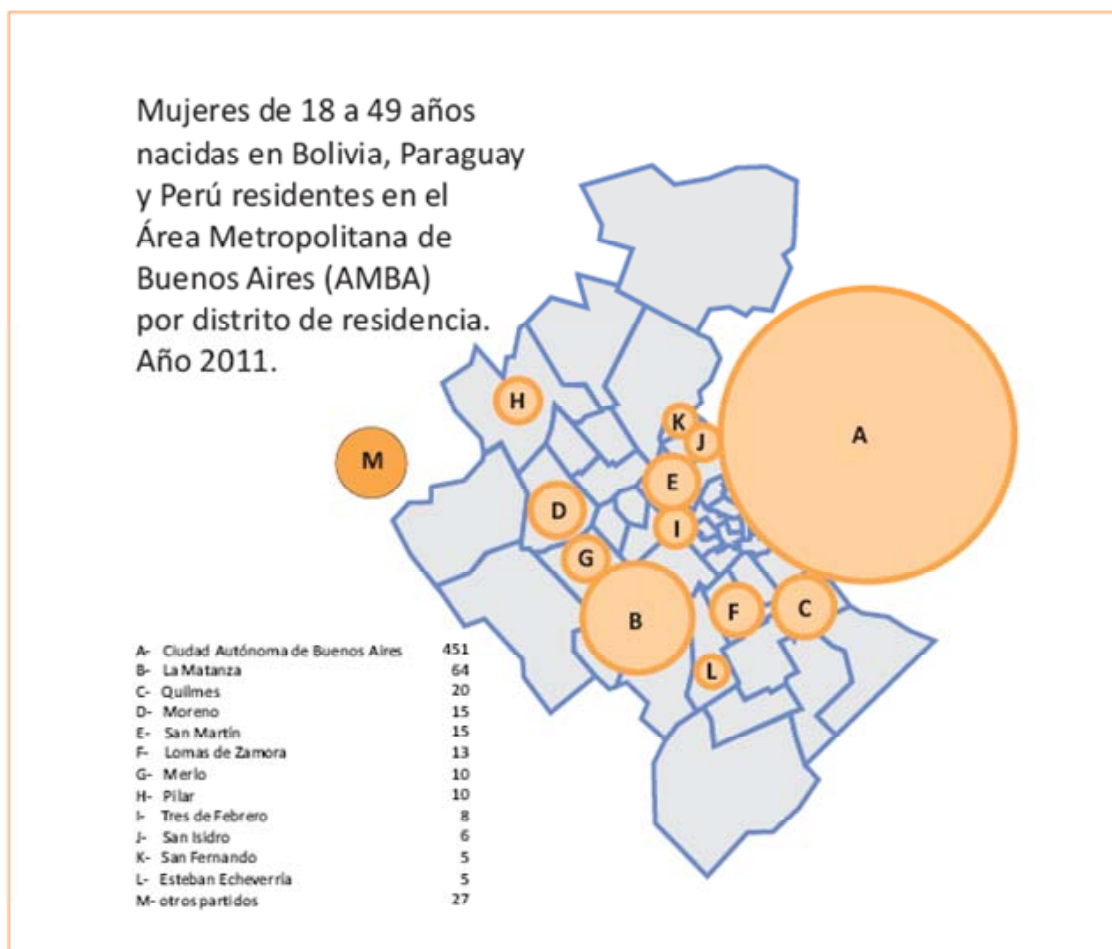 Mujeres de 18 a 49 años
nacidas en Bolivia, Paraguay
y Perú residentes en el
Área Metropolitana de
Buenos Aires (AMBA)
por distrito de residencia.
Año 2011.
H
K
J
A
M
E
D
I
G
B
F
C
L
A- Ciudad Autónoma de Buenos Aires 451
B- La Matanza 64
C- Quilmes 20
D- Moreno 15
E- San Martín 15
F- Lomas de Zamora 13
G- Merlo 10
H- Pilar 10
I- Tres de Febrero 8
J- San Isidro 6
K- San Fernando 5
L- Esteban Echeverría 5
M- otros partidos 27